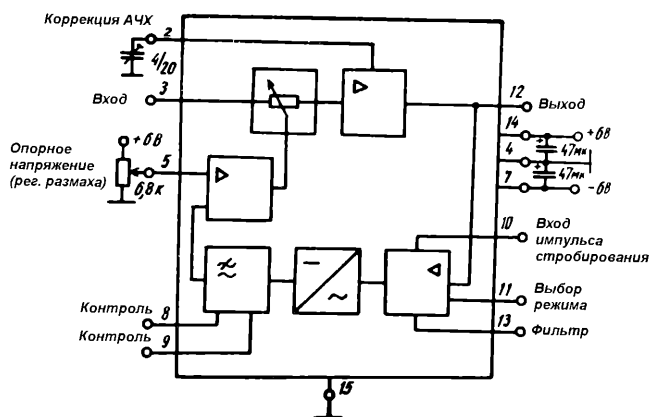 Коррекция АЧХ
2
4/20
3
Вход
12
Выход
14
+6В
+
47мк
4
+
47мк
7
-6В
+6В
Опорное
напряжение
(рег. размаха)
5
6,8к
10
Вход
импульса
стробирования
11
Выбор
режима
13
Фильтр
Контроль
8
Контроль
9
15